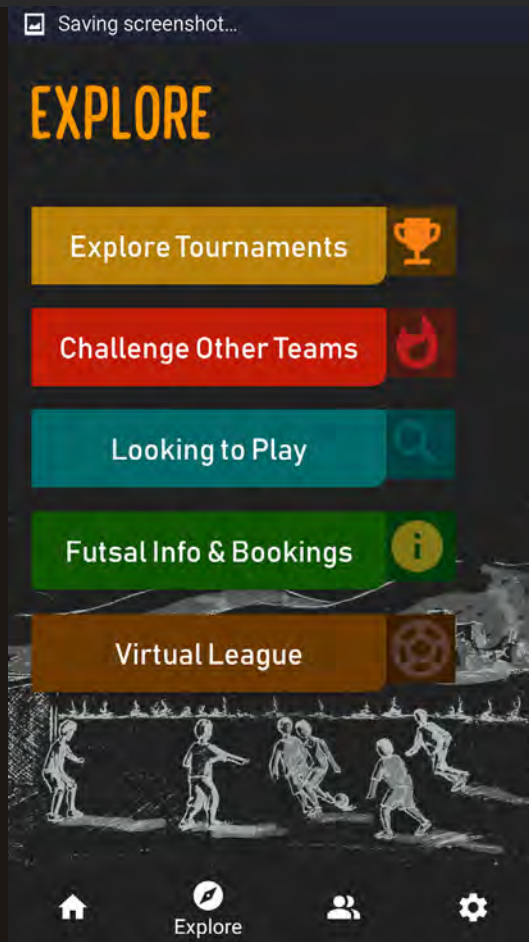 Saving screenshot...
EXPLORE
Explore Tournaments
Challenge Other Teams
Looking to Play
Futsal Info & Bookings
i
Virtual League
Explore